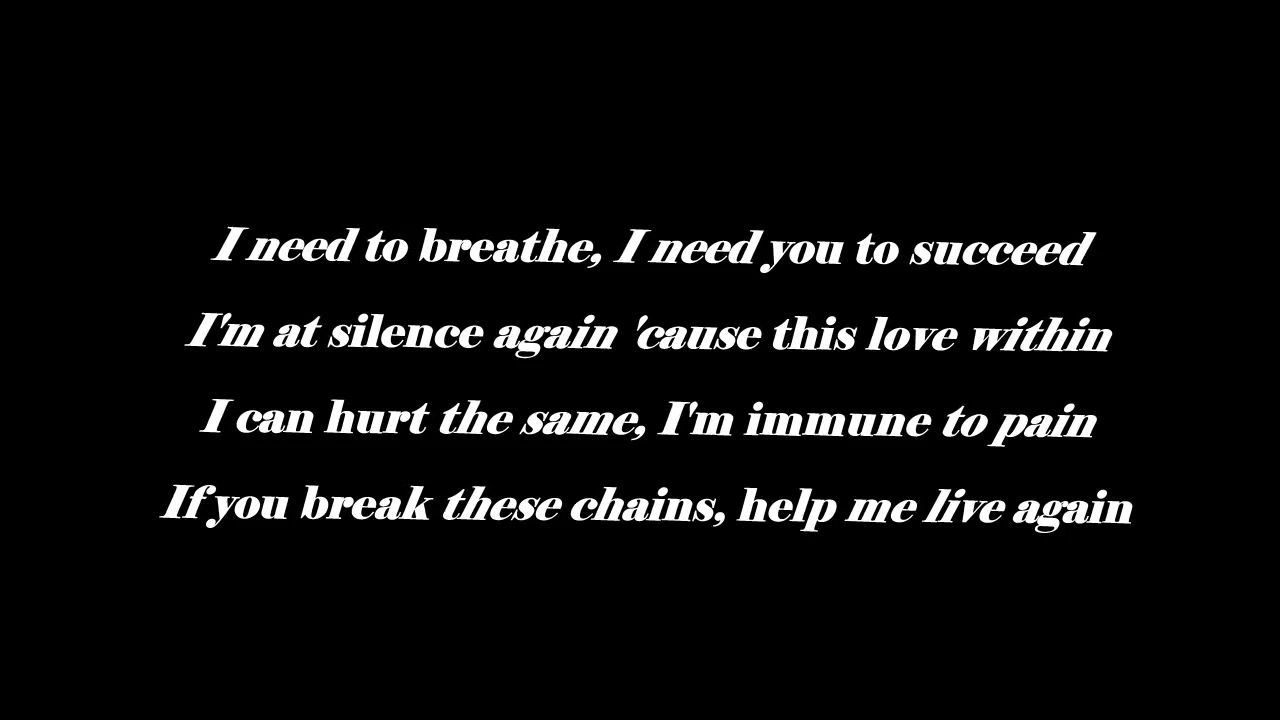 I need to breathe, I need you to succeed
I'm at silence again 'cause this love within
I can hurt the same, I'm immune to pain
If you break these chains, help me live again